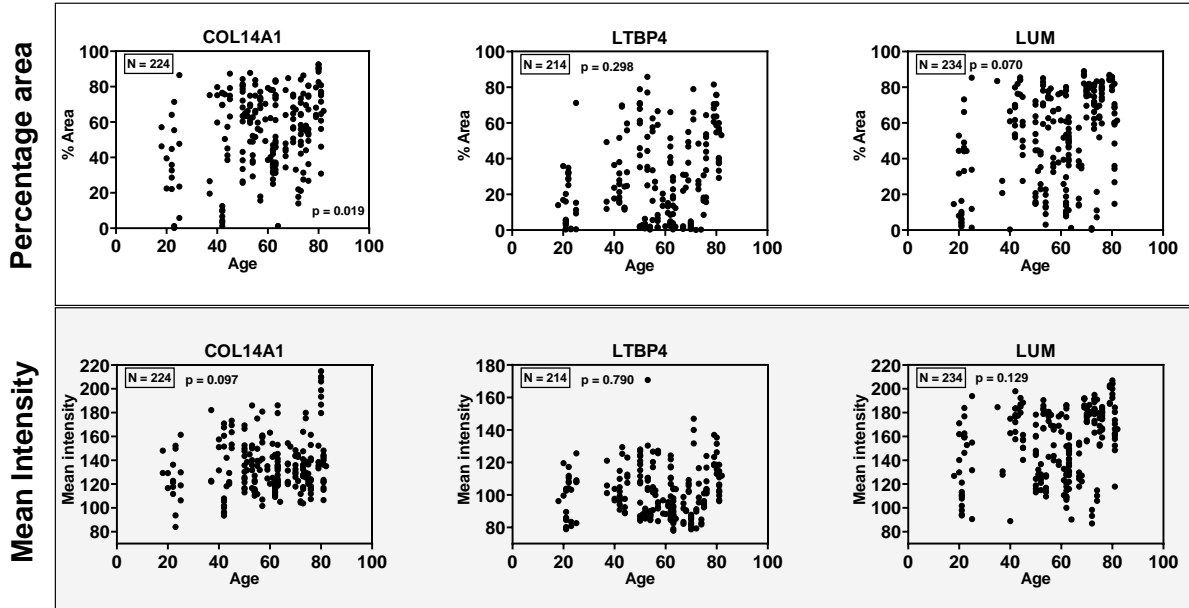 Percentage area
COL14A1
N = 224
p = 0.019
% Area
100
80
60
40
20
0
0 20 40 60 80 100
Age
LTBP4
N = 214
p = 0.298
% Area
100
80
60
40
20
0
0 20 40 60 80 100
Age
LUM
N = 234
p = 0.070
% Area
100
80
60
40
20
0
0 20 40 60 80 100
Age
Mean Intensity
COL14A1
N = 224
p = 0.097
Mean intensity
220
200
180
160
140
120
100
80
0 20 40 60 80 100
Age
LTBP4
N = 214
p = 0.790
Mean intensity
180
160
140
120
100
80
0 20 40 60 80 100
Age
LUM
N = 234
p = 0.129
Mean intensity
220
200
180
160
140
120
100
80
0 20 40 60 80 100
Age